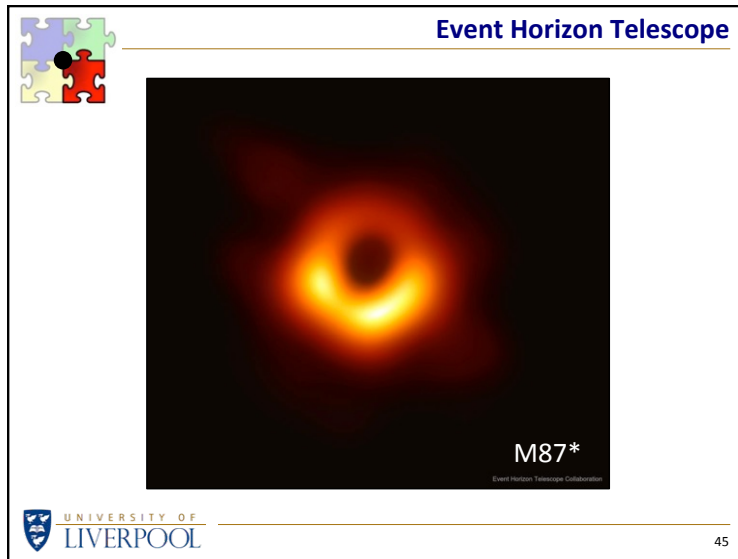 Event Horizon Telescope
M87*
Event Horizon Telescope Collaboration
UNIVERSITY OF
LIVERPOOL
45